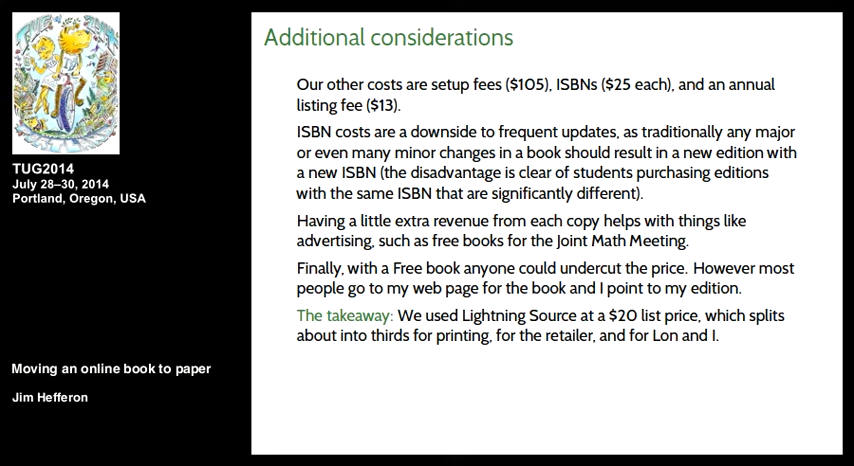 Additional considerations
Our other costs are setup fees ($105), ISBNs ($25 each), and an annual
listing fee ($13).
ISBN costs are a downside to frequent updates, as traditionally any major
or even many minor changes in a book should result in a new edition with
a new ISBN (the disadvantage is clear of students purchasing editions
with the same ISBN that are significantly different).
Having a little extra revenue from each copy helps with things like
advertising, such as free books for the Joint Math Meeting.
Finally, with a Free book anyone could undercut the price. However most
people go to my web page for the book and I point to my edition.
The takeaway: We used Lightning Source at a $20 list price, which splits
about into thirds for printing, for the retailer, and for Lon and I.
TUG2014
July 28–30, 2014
Portland, Oregon, USA
Moving an online book to paper
Jim Hefferon